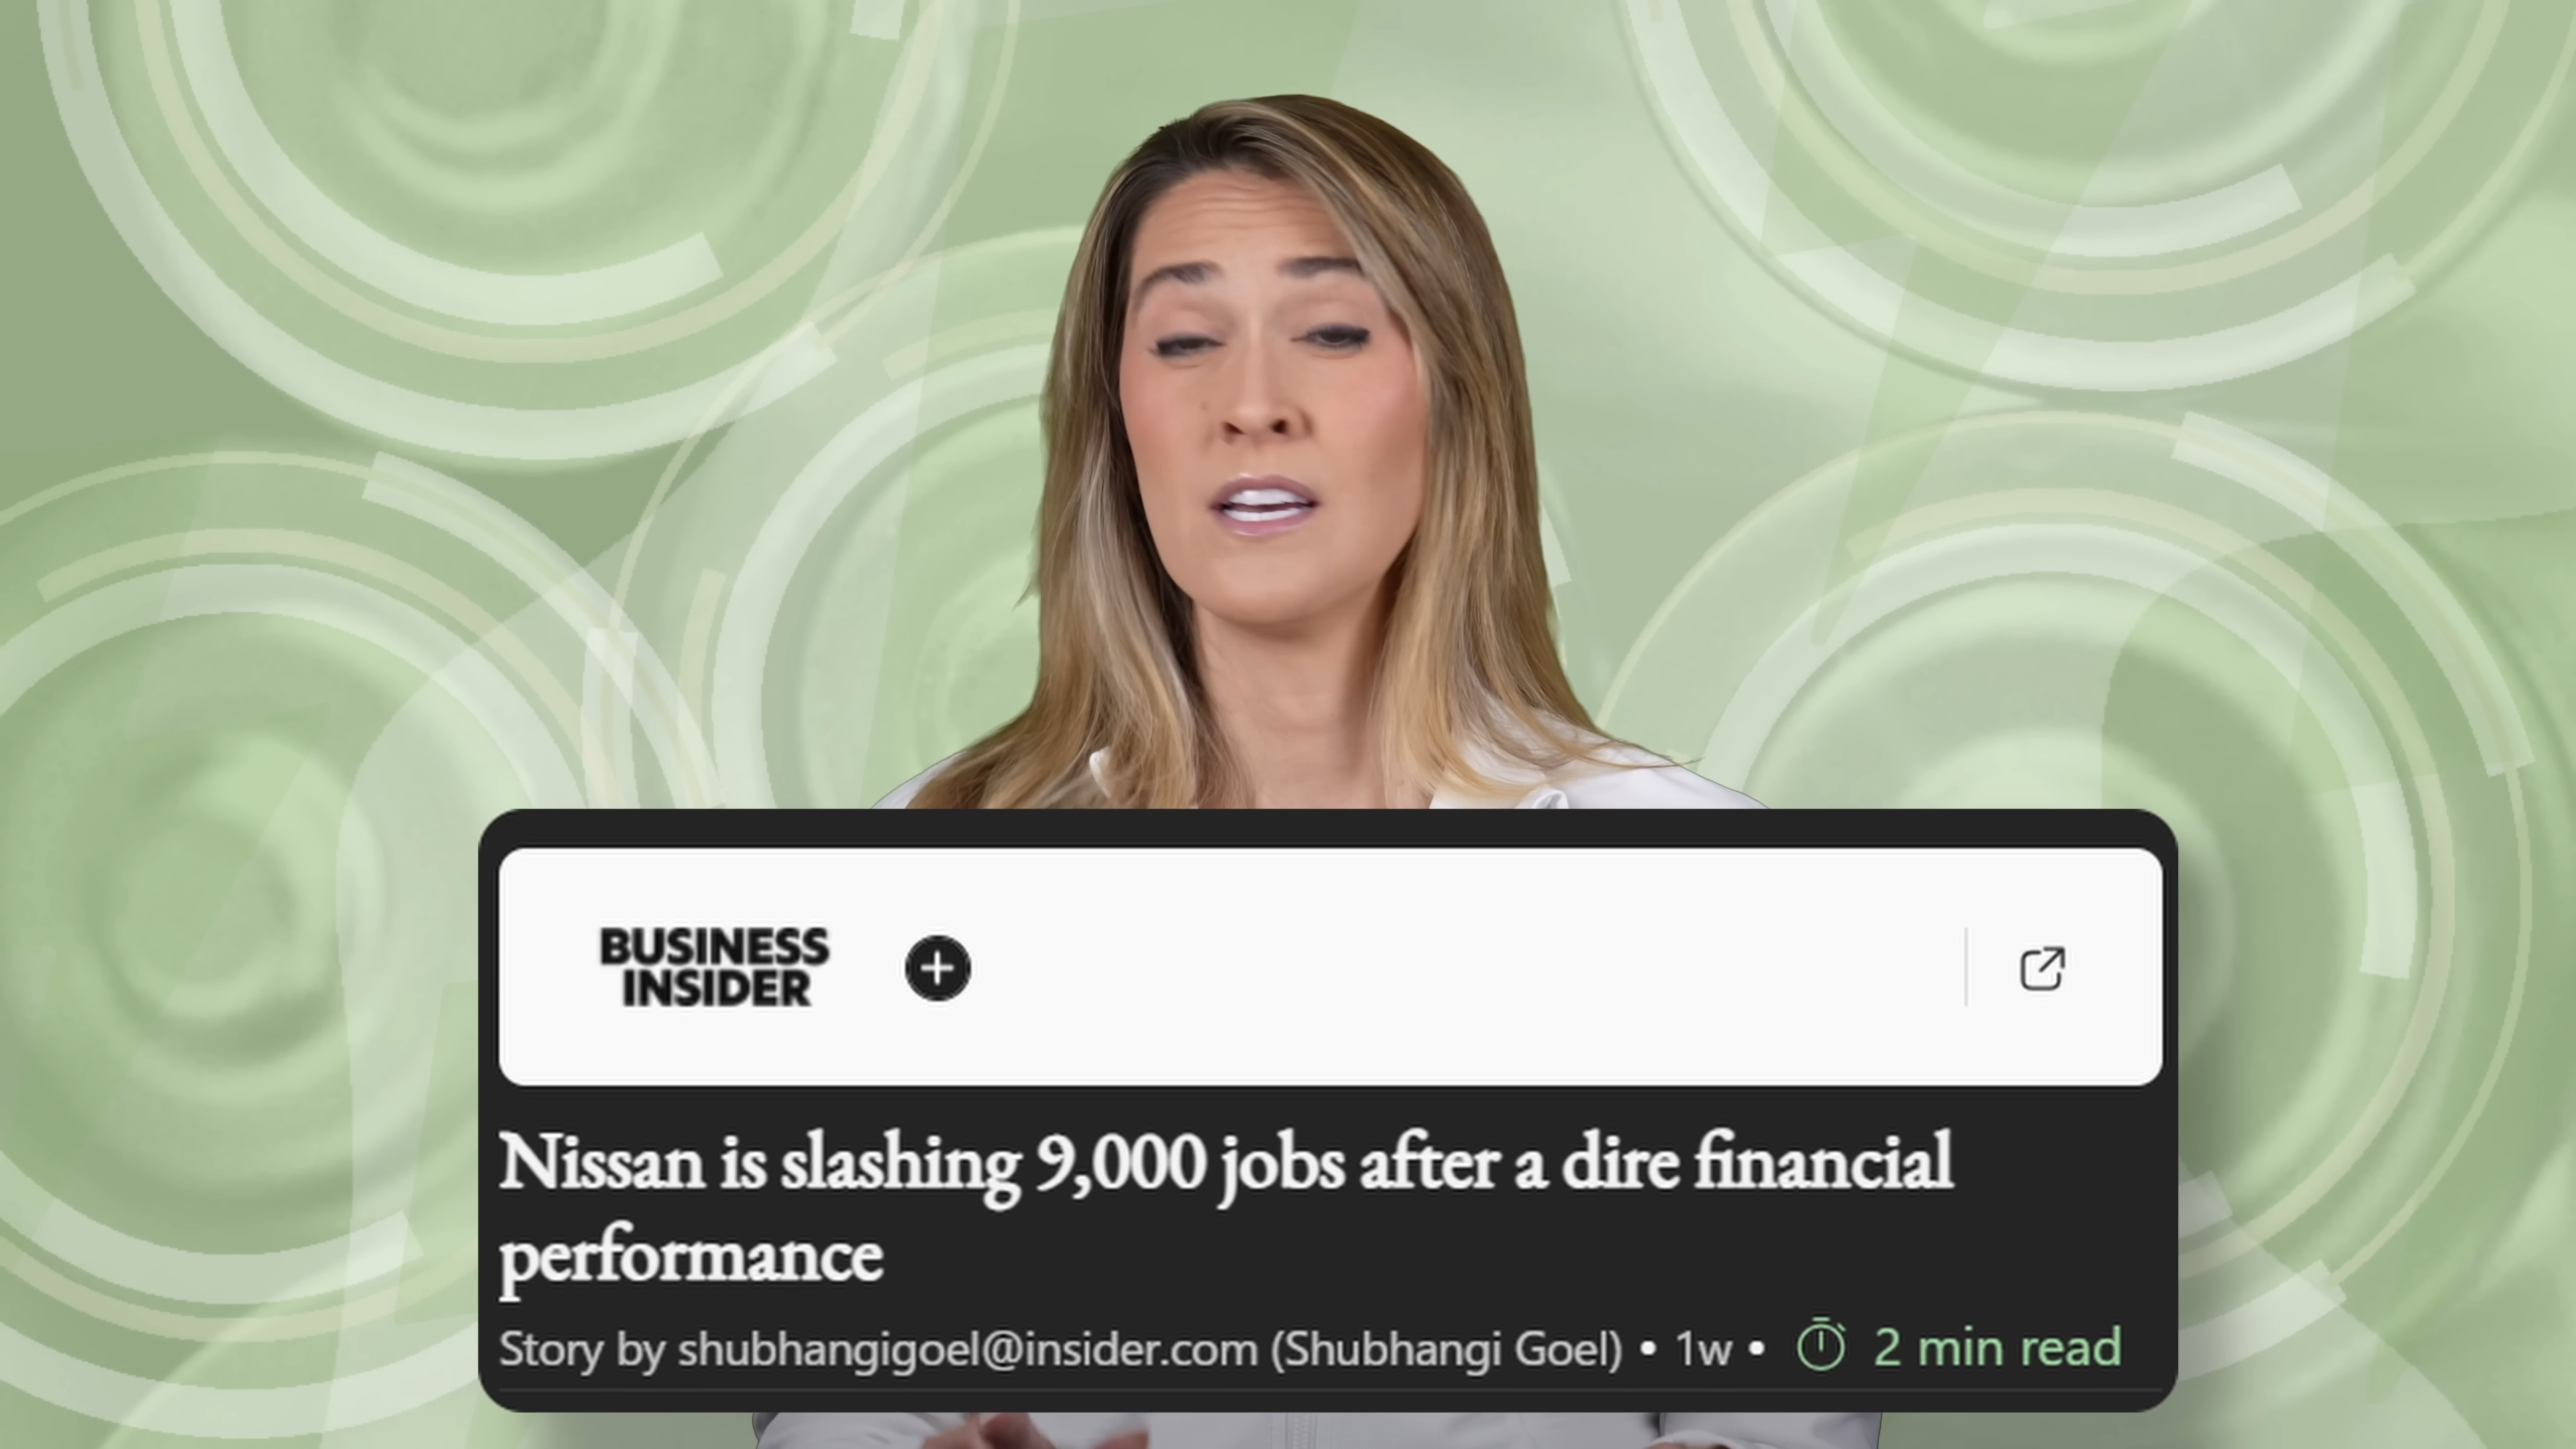 BUSINESS
INSIDER
Nissan is slashing 9,000 jobs after a dire financial
performance
Story by shubhangigoel@insider.com (Shubhangi Goel) • 1w • 2 min read